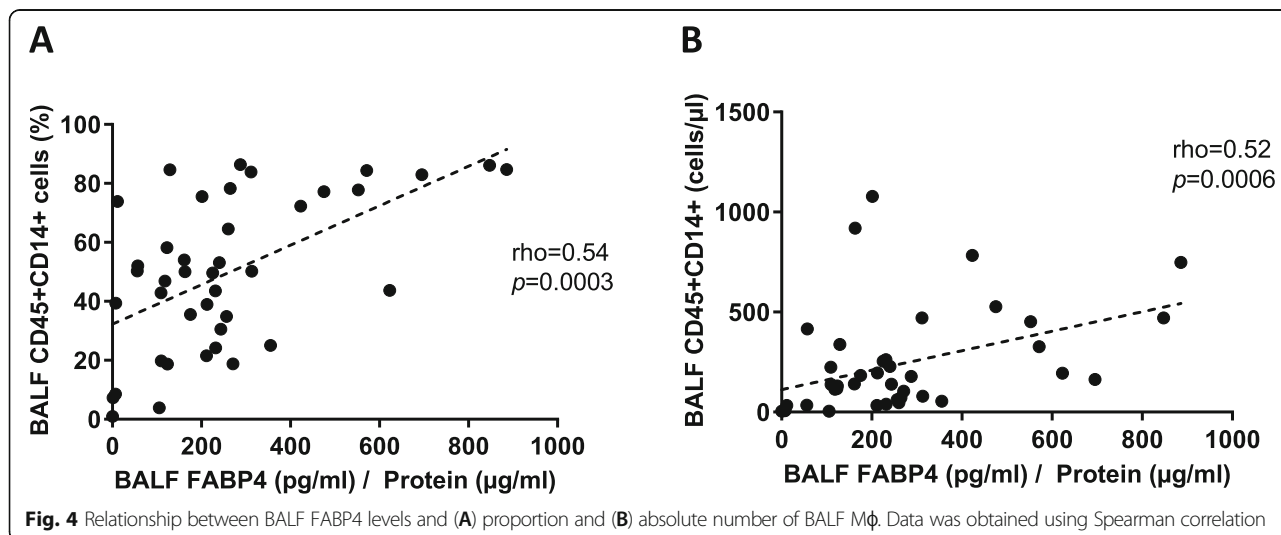 A
BALF CD45+CD14+ cells (%)
100
80
60
40
20
0
0 200 400 600 800 1000
BALF FABP4 (pg/ml) / Protein (µg/ml)
rho=0.54
p=0.0003
B
BALF CD45+CD14+ (cells/µl)
1500
1000
500
0
0 200 400 600 800 1000
BALF FABP4 (pg/ml) / Protein (µg/ml)
rho=0.52
p=0.0006
Fig. 4 Relationship between BALF FABP4 levels and (A) proportion and (B) absolute number of BALF Mϕ. Data was obtained using Spearman correlation